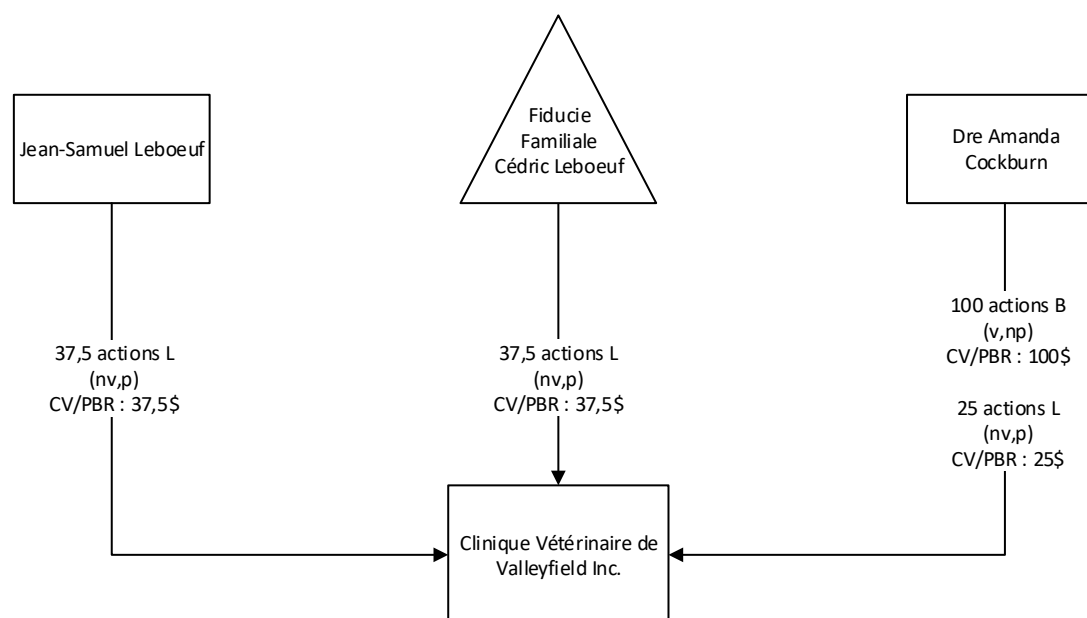 Jean-Samuel Leboeuf
Fiducie
Familiale
Cédric Leboeuf
Dre Amanda
Cockburn
37,5 actions L
(nv,p)
CV/PBR : 37,5$
37,5 actions L
(nv,p)
CV/PBR : 37,5$
100 actions B
(v,np)
CV/PBR : 100$
25 actions L
(nv,p)
CV/PBR : 25$
Clinique Vétérinaire de
Valleyfield Inc.